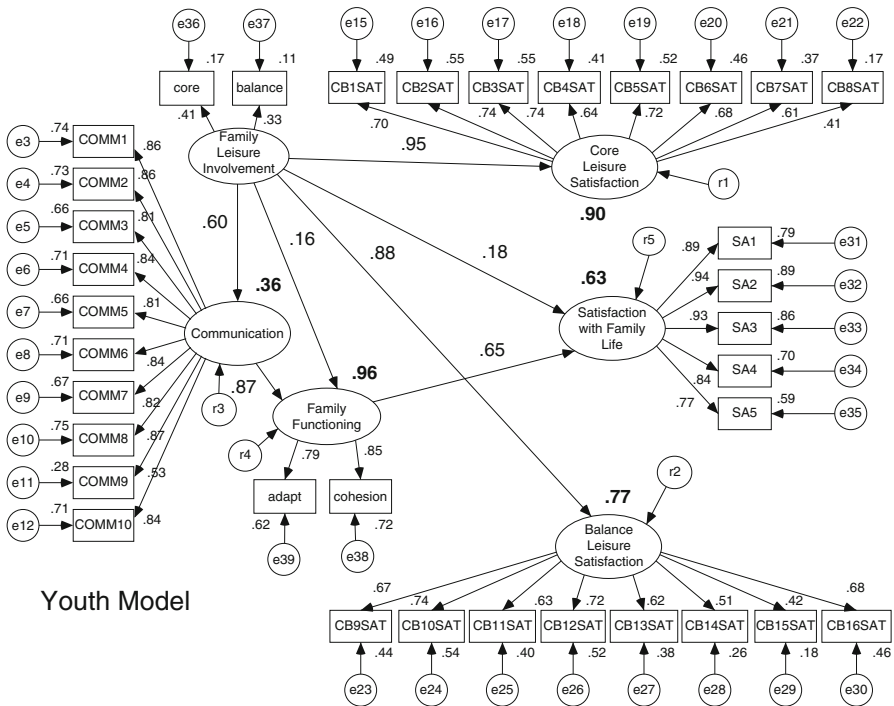 e36 e37 e15 e16 e17 e18 e19 e20 e21 e22
.17 .11 .49 .55 .55 .41 .52 .46 .37 .17
core balance CB1SAT CB2SAT CB3SAT CB4SAT CB5SAT CB6SAT CB7SAT CB8SAT
.41 .33 .70 .74 .74 .64 .72 .68 .61 .41
Family
Leisure
Involvement
.95
Core
Leisure
Satisfaction
r1
.90
e3 .74 COMM1 .86
e4 .73 COMM2 .86
e5 .66 COMM3 .81
e6 .71 COMM4 .84
e7 .66 COMM5 .81
e8 .71 COMM6 .84
e9 .67 COMM7 .82
e10 .75 COMM8 .87
e11 .28 COMM9 .53
e12 .71 COMM10 .84
.60 .16 .88 .18
.36
Communication
r3
.87
.96
Family
Functioning
r4
.65
r5
.63
Satisfaction
with Family
Life
.89 SA1 .79 e31
.94 SA2 .89 e32
.93 SA3 .86 e33
.84 SA4 .70 e34
.77 SA5 .59 e35
.79 .85
adapt cohesion
.62 .72
e39 e38
r2
.77
Balance
Leisure
Satisfaction
Youth Model
.67 .74 .63 .72 .62 .51 .42 .68
CB9SAT CB10SAT CB11SAT CB12SAT CB13SAT CB14SAT CB15SAT CB16SAT
.44 .54 .40 .52 .38 .26 .18 .46
e23 e24 e25 e26 e27 e28 e29 e30